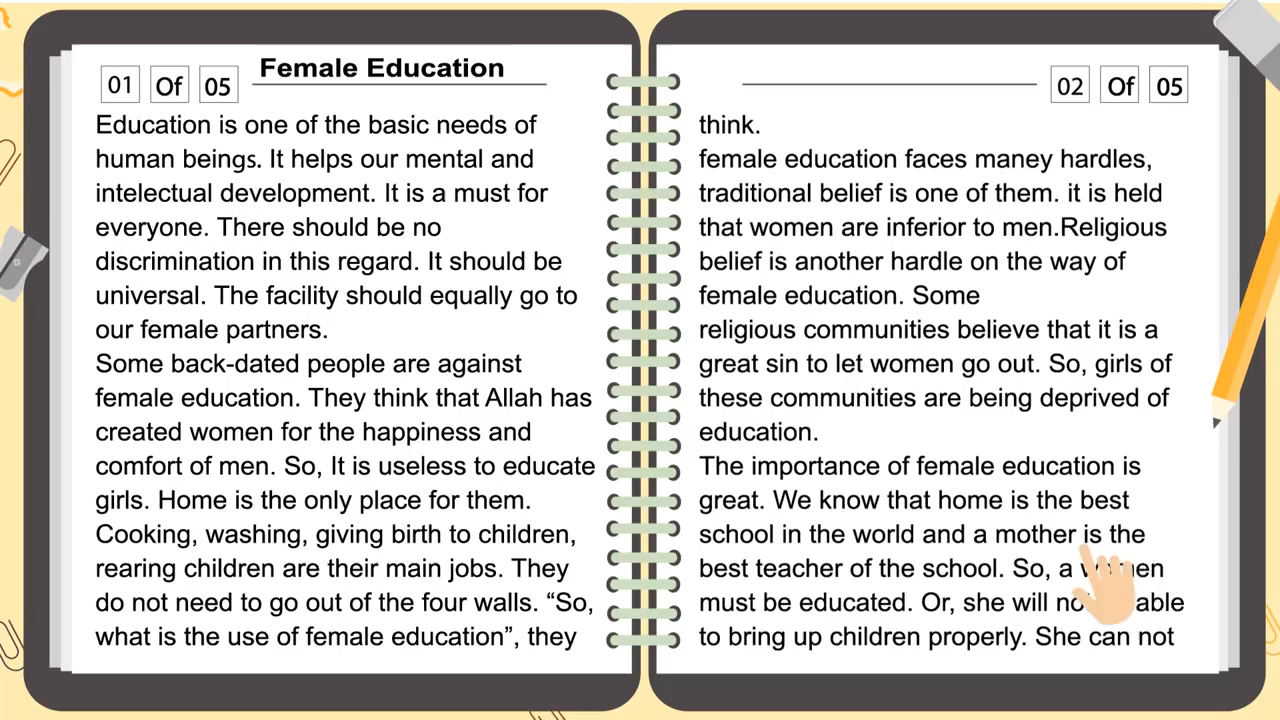 01 Of 05
Female Education
Education is one of the basic needs of
human beings. It helps our mental and
intelectual development. It is a must for
everyone. There should be no
discrimination in this regard. It should be
universal. The facility should equally go to
our female partners.
Some back-dated people are against
female education. They think that Allah has
created women for the happiness and
comfort of men. So, It is useless to educate
girls. Home is the only place for them.
Cooking, washing, giving birth to children,
rearing children are their main jobs. They
do not need to go out of the four walls. “So,
what is the use of female education”, they
02 Of 05
think.
female education faces maney hardles,
traditional belief is one of them. it is held
that women are inferior to men.Religious
belief is another hardle on the way of
female education. Some
religious communities believe that it is a
great sin to let women go out. So, girls of
these communities are being deprived of
education.
The importance of female education is
great. We know that home is the best
school in the world and a mother is the
best teacher of the school. So, a
must be educated. Or, she will able
to bring up children properly. She can not